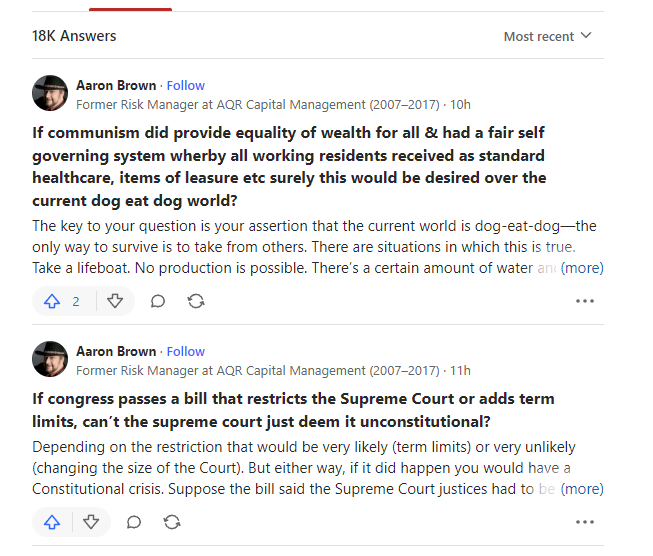 18K Answers
Most recent
Aaron Brown · Follow
Former Risk Manager at AQR Capital Management (2007–2017) · 10h
If communism did provide equality of wealth for all & had a fair self
governing system wherby all working residents received as standard
healthcare, items of leasure etc surely this would be desired over the
current dog eat dog world?
The key to your question is your assertion that the current world is dog-eat-dog—the
only way to survive is to take from others. There are situations in which this is true.
Take a lifeboat. No production is possible. There's a certain amount of water an (more)
2
Aaron Brown · Follow
Former Risk Manager at AQR Capital Management (2007–2017) · 11h
If congress passes a bill that restricts the Supreme Court or adds term
limits, can't the supreme court just deem it unconstitutional?
Depending on the restriction that would be very likely (term limits) or very unlikely
(changing the size of the Court). But either way, if it did happen you would have a
Constitutional crisis. Suppose the bill said the Supreme Court justices had to be (more)